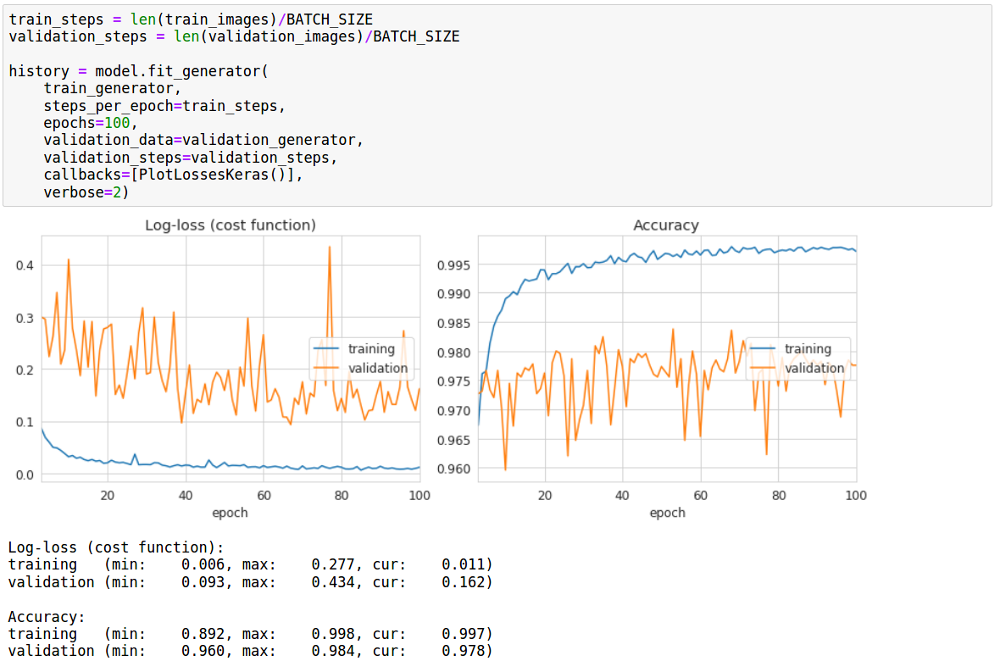 train_steps = len(train_images)/BATCH_SIZE
validation_steps = len(validation_images)/BATCH_SIZE
history = model.fit_generator(
    train_generator,
    steps_per_epoch=train_steps,
    epochs=100,
    validation_data=validation_generator,
    validation_steps=validation_steps,
    callbacks=[PlotLossesKeras()],
    verbose=2)
Log-loss (cost function)
0.4
0.3
0.2
0.1
0.0
training
validation
20 40 60 80 100
epoch
Accuracy
0.995
0.990
0.985
0.980
0.975
0.970
0.965
0.960
training
validation
20 40 60 80 100
epoch
Log-loss (cost function):
training   (min:    0.006, max:    0.277, cur:    0.011)
validation (min:    0.093, max:    0.434, cur:    0.162)
Accuracy:
training   (min:    0.892, max:    0.998, cur:    0.997)
validation (min:    0.960, max:    0.984, cur:    0.978)